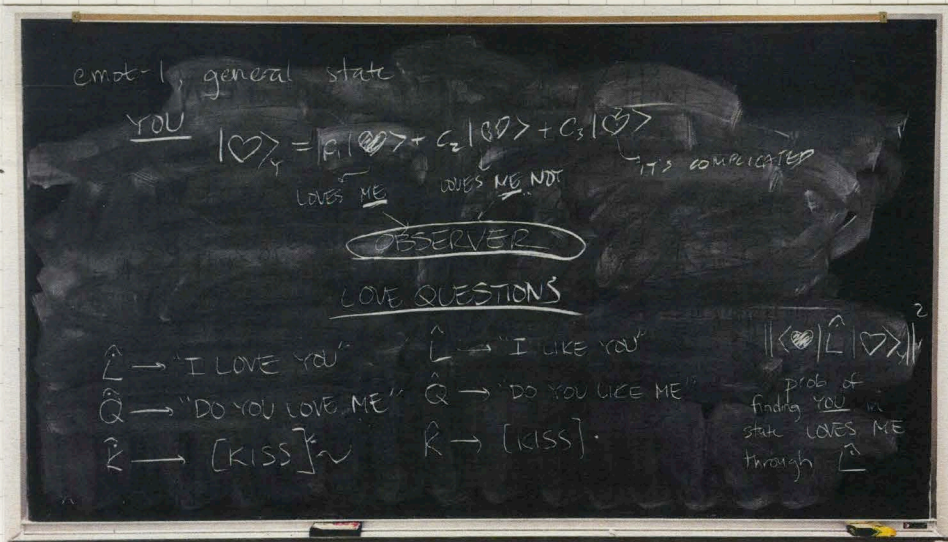 emot-1, general state
YOU
|♡⟩Y = c₁|♥⟩ + c₂|♡⟩ + c₃|♡⟩
LOVES ME
LOVES ME NOT
IT'S COMPLICATED
OBSERVER
LOVE QUESTIONS
L̂ → "I LOVE YOU"
Q̂ → "DO YOU LOVE ME"
K̂ → [KISS]
L̂ → "I LIKE YOU"
Q̂ → "DO YOU LIKE ME"
K̂ → [KISS].
||⟨♥|L̂|♡⟩Y||²
prob of
finding YOU in
state LOVES ME
through L̂